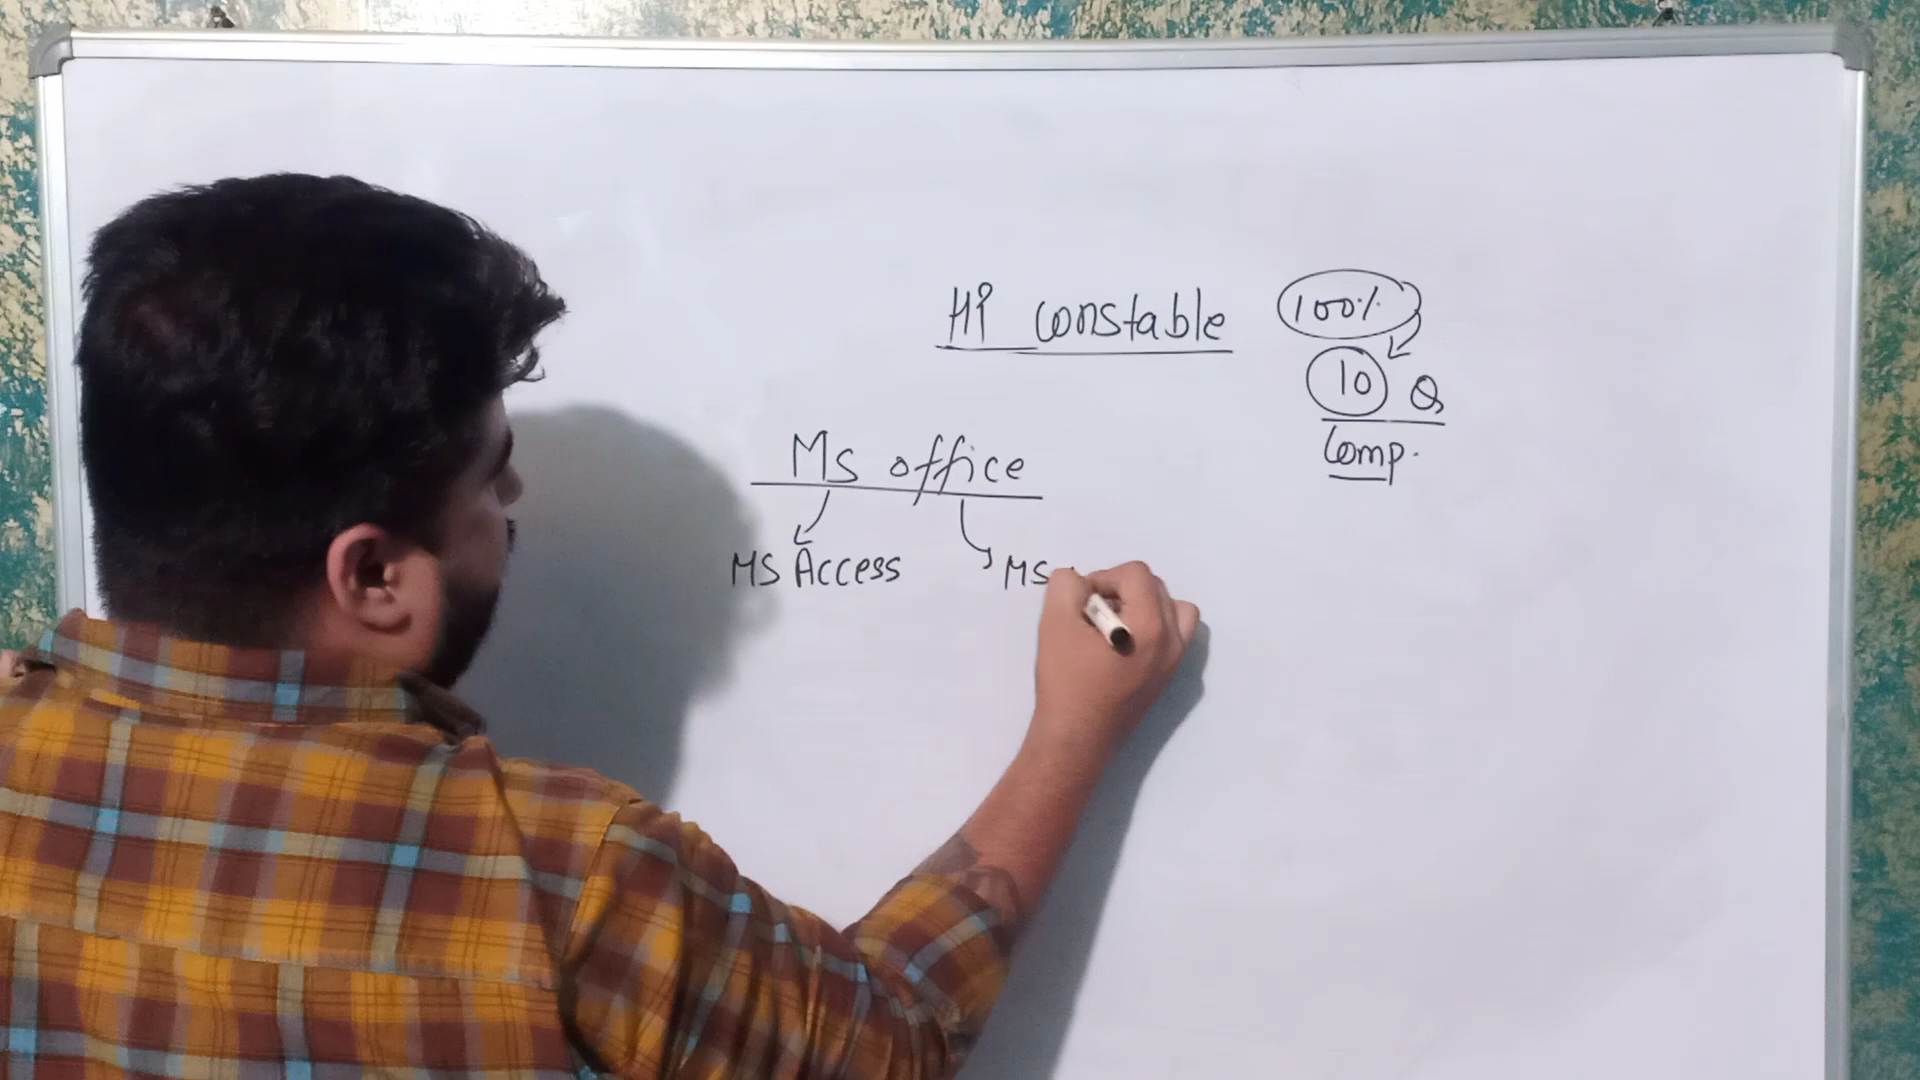 HP constable 100%
10 Q
Comp.
Ms office
MS Access MS